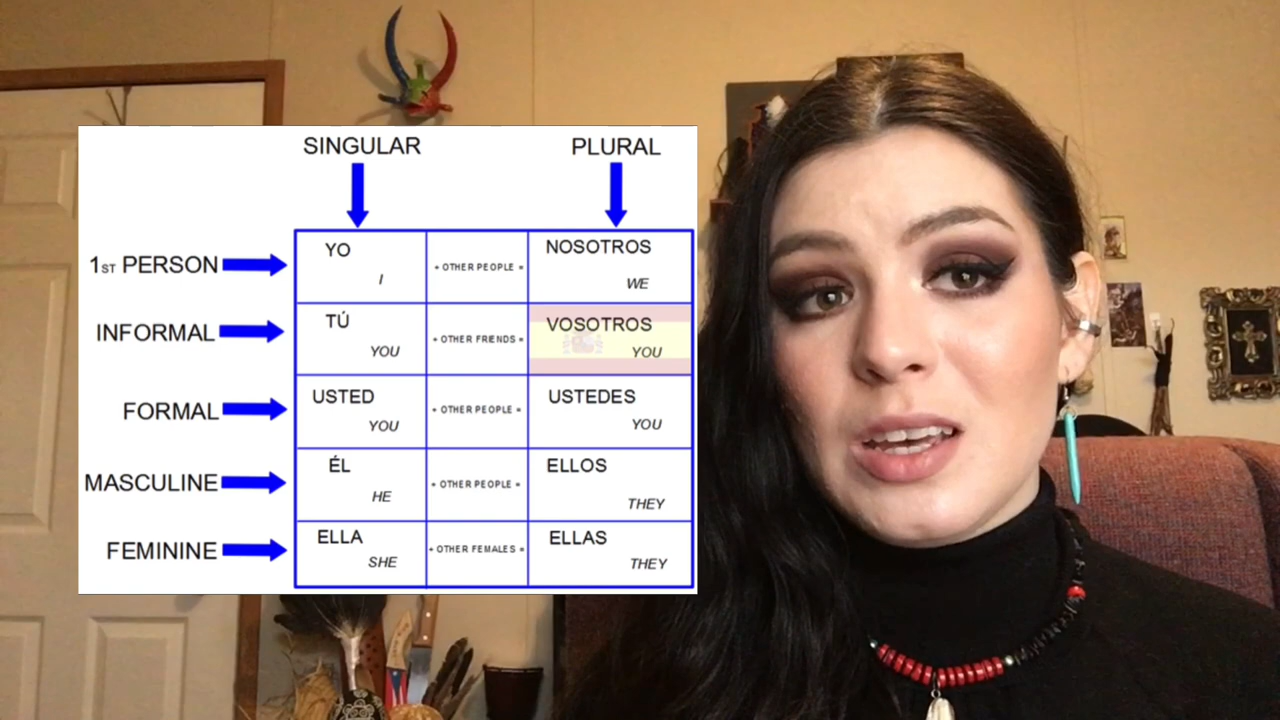 SINGULAR PLURAL
1ST PERSON YO NOSOTROS
I + OTHER PEOPLE = WE
INFORMAL TÚ VOSOTROS
YOU + OTHER FRIENDS = YOU
FORMAL USTED USTEDES
YOU + OTHER PEOPLE = YOU
MASCULINE ÉL ELLOS
HE + OTHER PEOPLE = THEY
FEMININE ELLA ELLAS
SHE + OTHER FEMALES = THEY